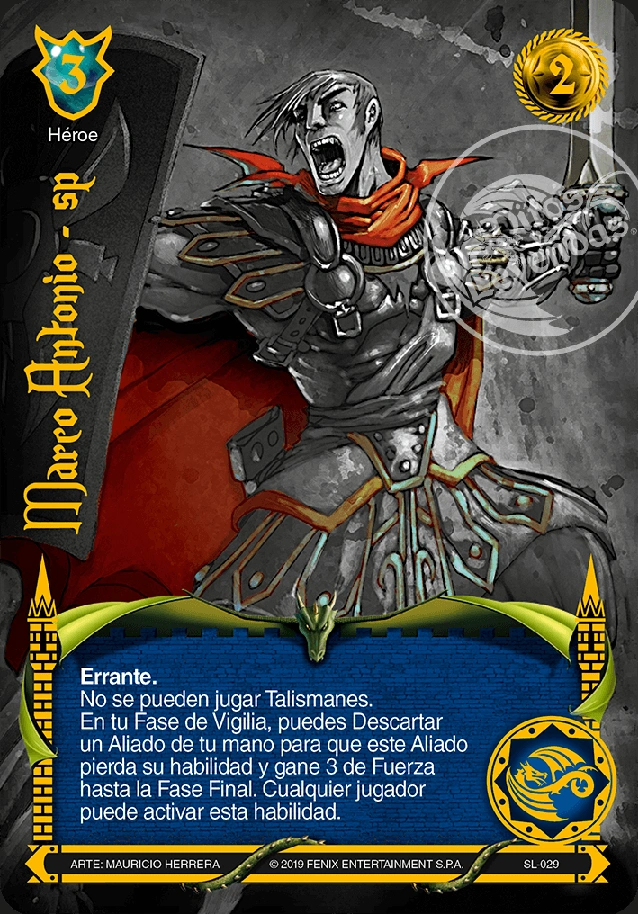 3
2
Héroe
Mitos
y
Leyendas
Marco Antonio - sp
Errante.
No se pueden jugar Talismanes.
En tu Fase de Vigilia, puedes Descartar
un Aliado de tu mano para que este Aliado
pierda su habilidad y gane 3 de Fuerza
hasta la Fase Final. Cualquier jugador
puede activar esta habilidad.
ARTE: MAURICIO HERRERA
© 2019 FENIX ENTERTAINMENT S.P.A.
SL 029